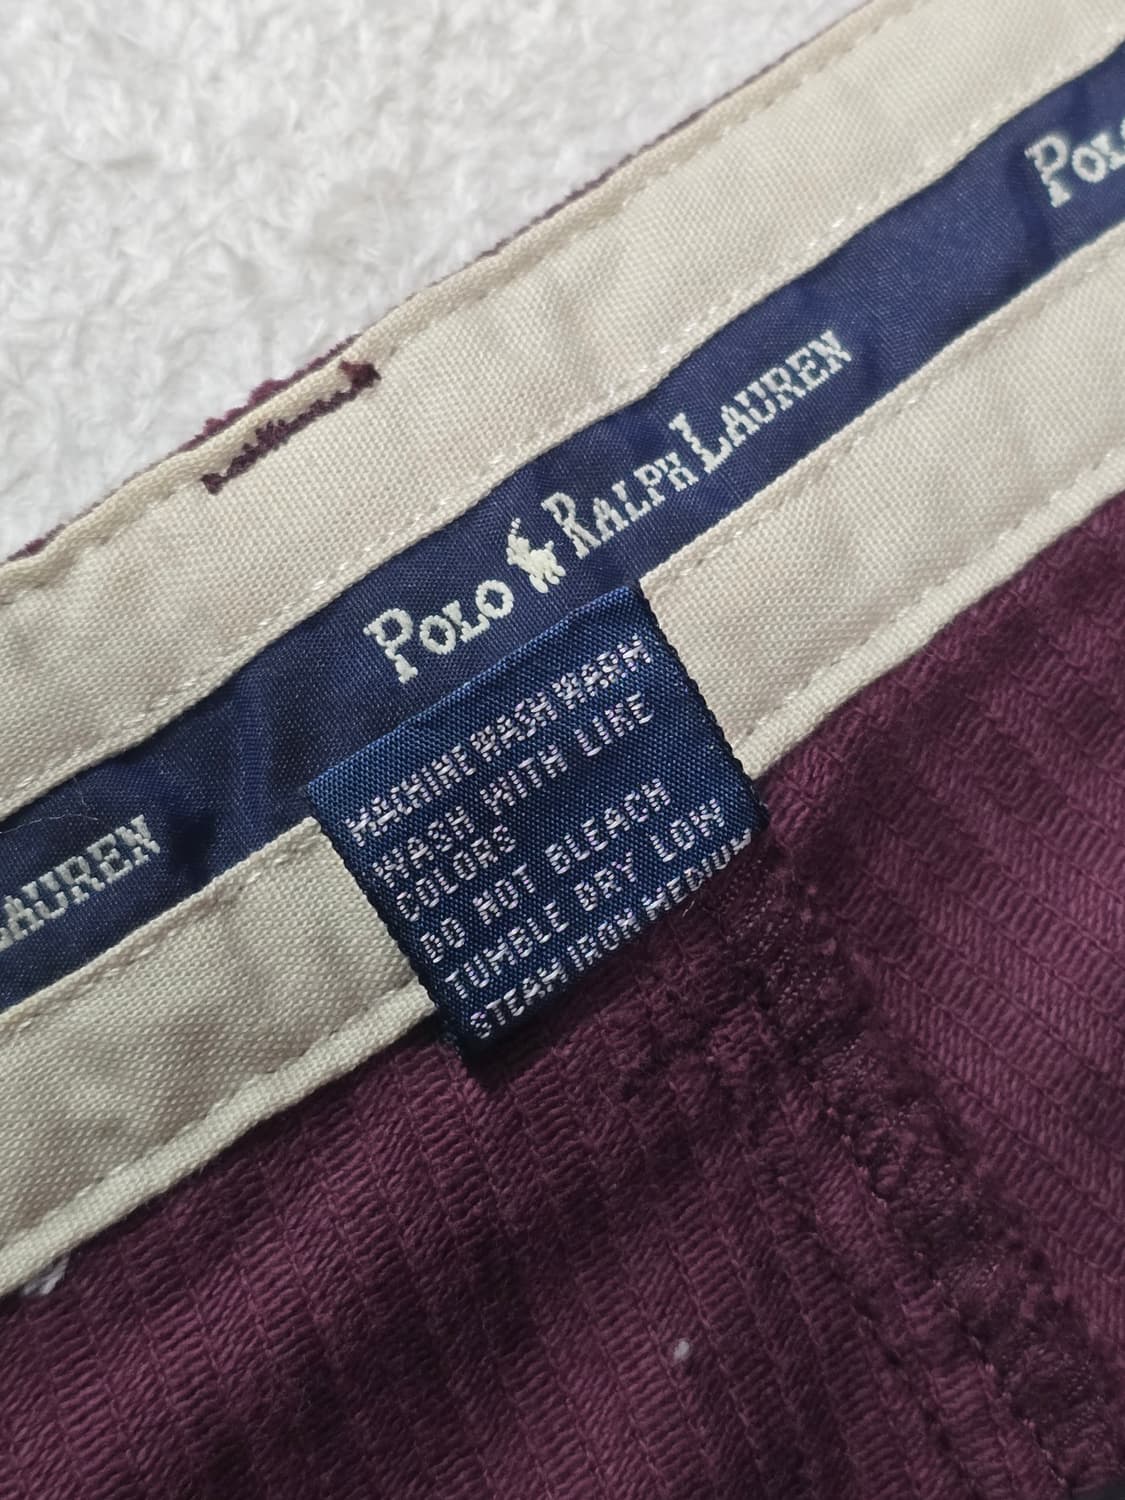 POLO
POLO RALPH LAUREN
LAUREN
MACHINE WASH WARM
WASH WITH LIKE
COLORS
DO NOT BLEACH
TUMBLE DRY LOW
STEAM IRON MEDIUM